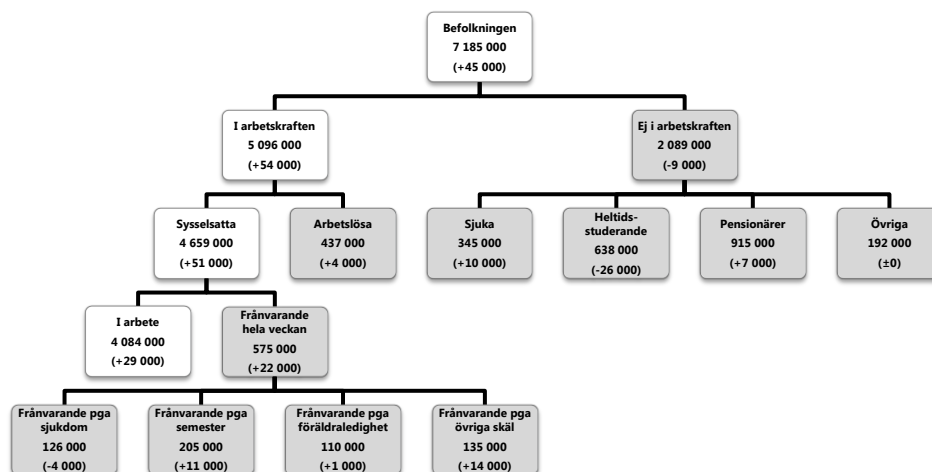 Befolkningen
7 185 000
(+45 000)
I arbetskraften
5 096 000
(+54 000)
Ej i arbetskraften
2 089 000
(-9 000)
Sysselsatta
4 659 000
(+51 000)
Arbetslösa
437 000
(+4 000)
Sjuka
345 000
(+10 000)
Heltids-
studerande
638 000
(-26 000)
Pensionärer
915 000
(+7 000)
Övriga
192 000
(±0)
I arbete
4 084 000
(+29 000)
Frånvarande
hela veckan
575 000
(+22 000)
Frånvarande pga
sjukdom
126 000
(-4 000)
Frånvarande pga
semester
205 000
(+11 000)
Frånvarande pga
föräldraledighet
110 000
(+1 000)
Frånvarande pga
övriga skäl
135 000
(+14 000)